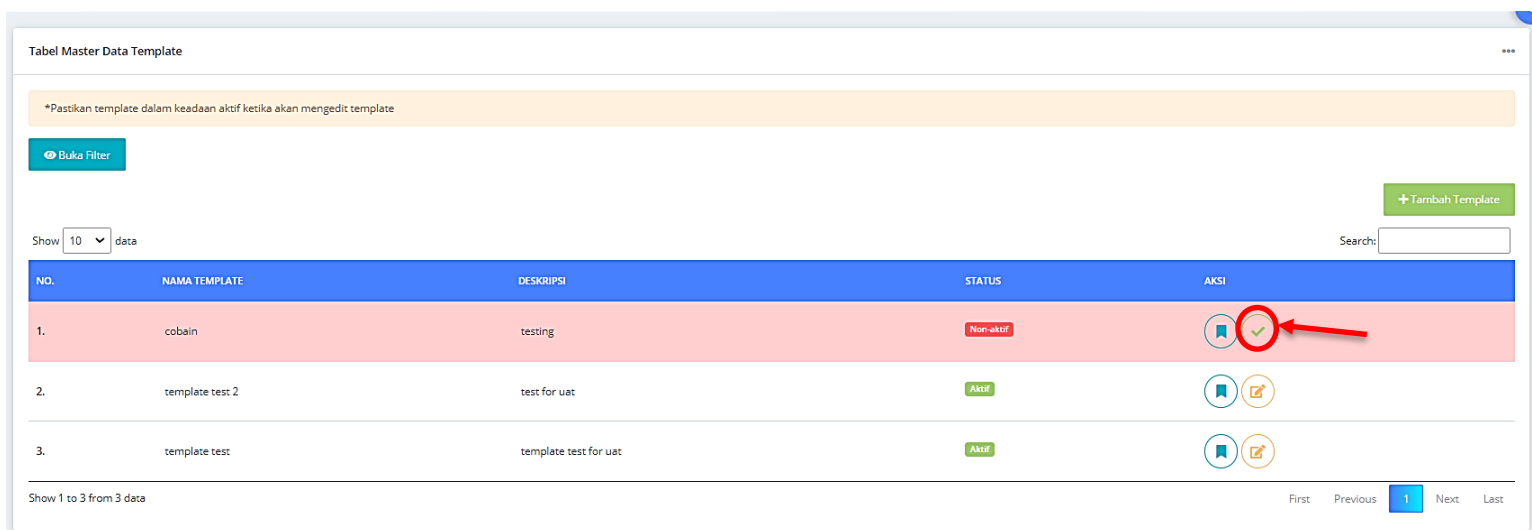 Tabel Master Data Template
*Pastikan template dalam keadaan aktif ketika akan mengedit template
Buka Filter
+Tambah Template
Show 10 data
Search:
NO. NAMA TEMPLATE DESKRIPSI STATUS AKSI
1. cobain testing Non-aktif
2. template test 2 test for uat Aktif
3. template test template test for uat Aktif
Show 1 to 3 from 3 data
First Previous 1 Next Last